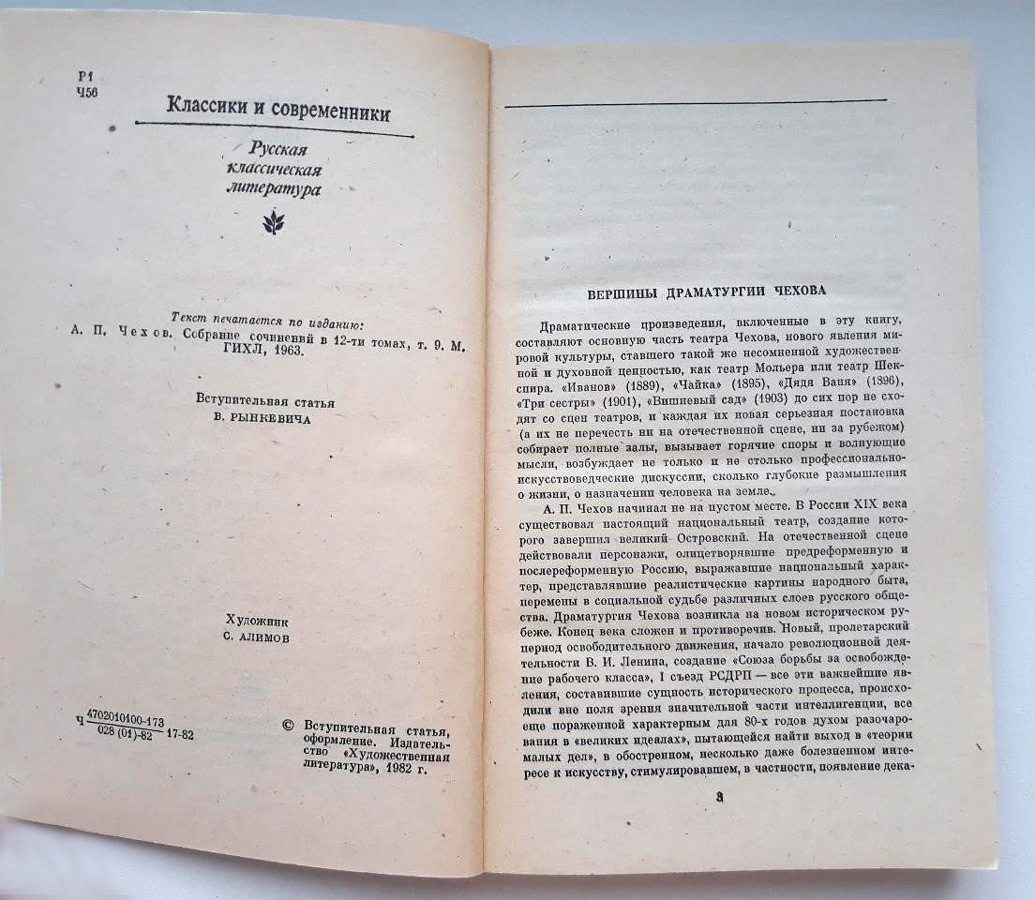 Р1
Ч56
Классики и современники
Русская
классическая
литература
Текст печатается по изданию:
А. П. Чехов. Собрание сочинений в 12-ти томах, т. 9. М.
ГИХЛ, 1963.
Вступительная статья
В. РЫНКЕВИЧА
Художник
С. АЛИМОВ
Ч 4702010100-173
028 (01)-82 17-82
© Вступительная статья,
оформление. Издатель-
ство «Художественная
литература», 1982 г.
ВЕРШИНЫ ДРАМАТУРГИИ ЧЕХОВА
Драматические произведения, включенные в эту книгу,
составляют основную часть театра Чехова, нового явления ми-
ровой культуры, ставшего такой же несомненной художествен-
ной и духовной ценностью, как театр Мольера или театр Шек-
спира. «Иванов» (1889), «Чайка» (1895), «Дядя Ваня» (1896),
«Три сестры» (1901), «Вишневый сад» (1903) до сих пор не схо-
дят со сцен театров, и каждая их новая серьезная постановка
(а их не перечесть ни на отечественной сцене, ни за рубежом)
собирает полные залы, вызывает горячие споры и волнующие
мысли, возбуждает не только и не столько профессионально-
искусствоведческие дискуссии, сколько глубокие размышления
о жизни, о назначении человека на земле.
А. П. Чехов начинал не на пустом месте. В России XIX века
существовал настоящий национальный театр, создание кото-
рого завершил великий Островский. На отечественной сцене
действовали персонажи, олицетворявшие предреформенную и
послереформенную Россию, выражавшие национальный харак-
тер, представлявшие реалистические картины народного быта,
перемены в социальной судьбе различных слоев русского обще-
ства. Драматургия Чехова возникла на новом историческом ру-
беже. Конец века сложен и противоречив. Новый, пролетарский
период освободительного движения, начало революционной дея-
тельности В. И. Ленина, создание «Союза борьбы за освобожде-
ние рабочего класса», I съезд РСДРП — все эти важнейшие яв-
ления, составившие сущность исторического процесса, происхо-
дили вне поля зрения значительной части интеллигенции, все
еще пораженной характерным для 80-х годов духом разочаро-
вания в «великих идеалах», пытающейся найти выход в «теории
малых дел», в обостренном, несколько даже болезненном инте-
ресе к искусству, стимулировавшем, в частности, появление дека-
3